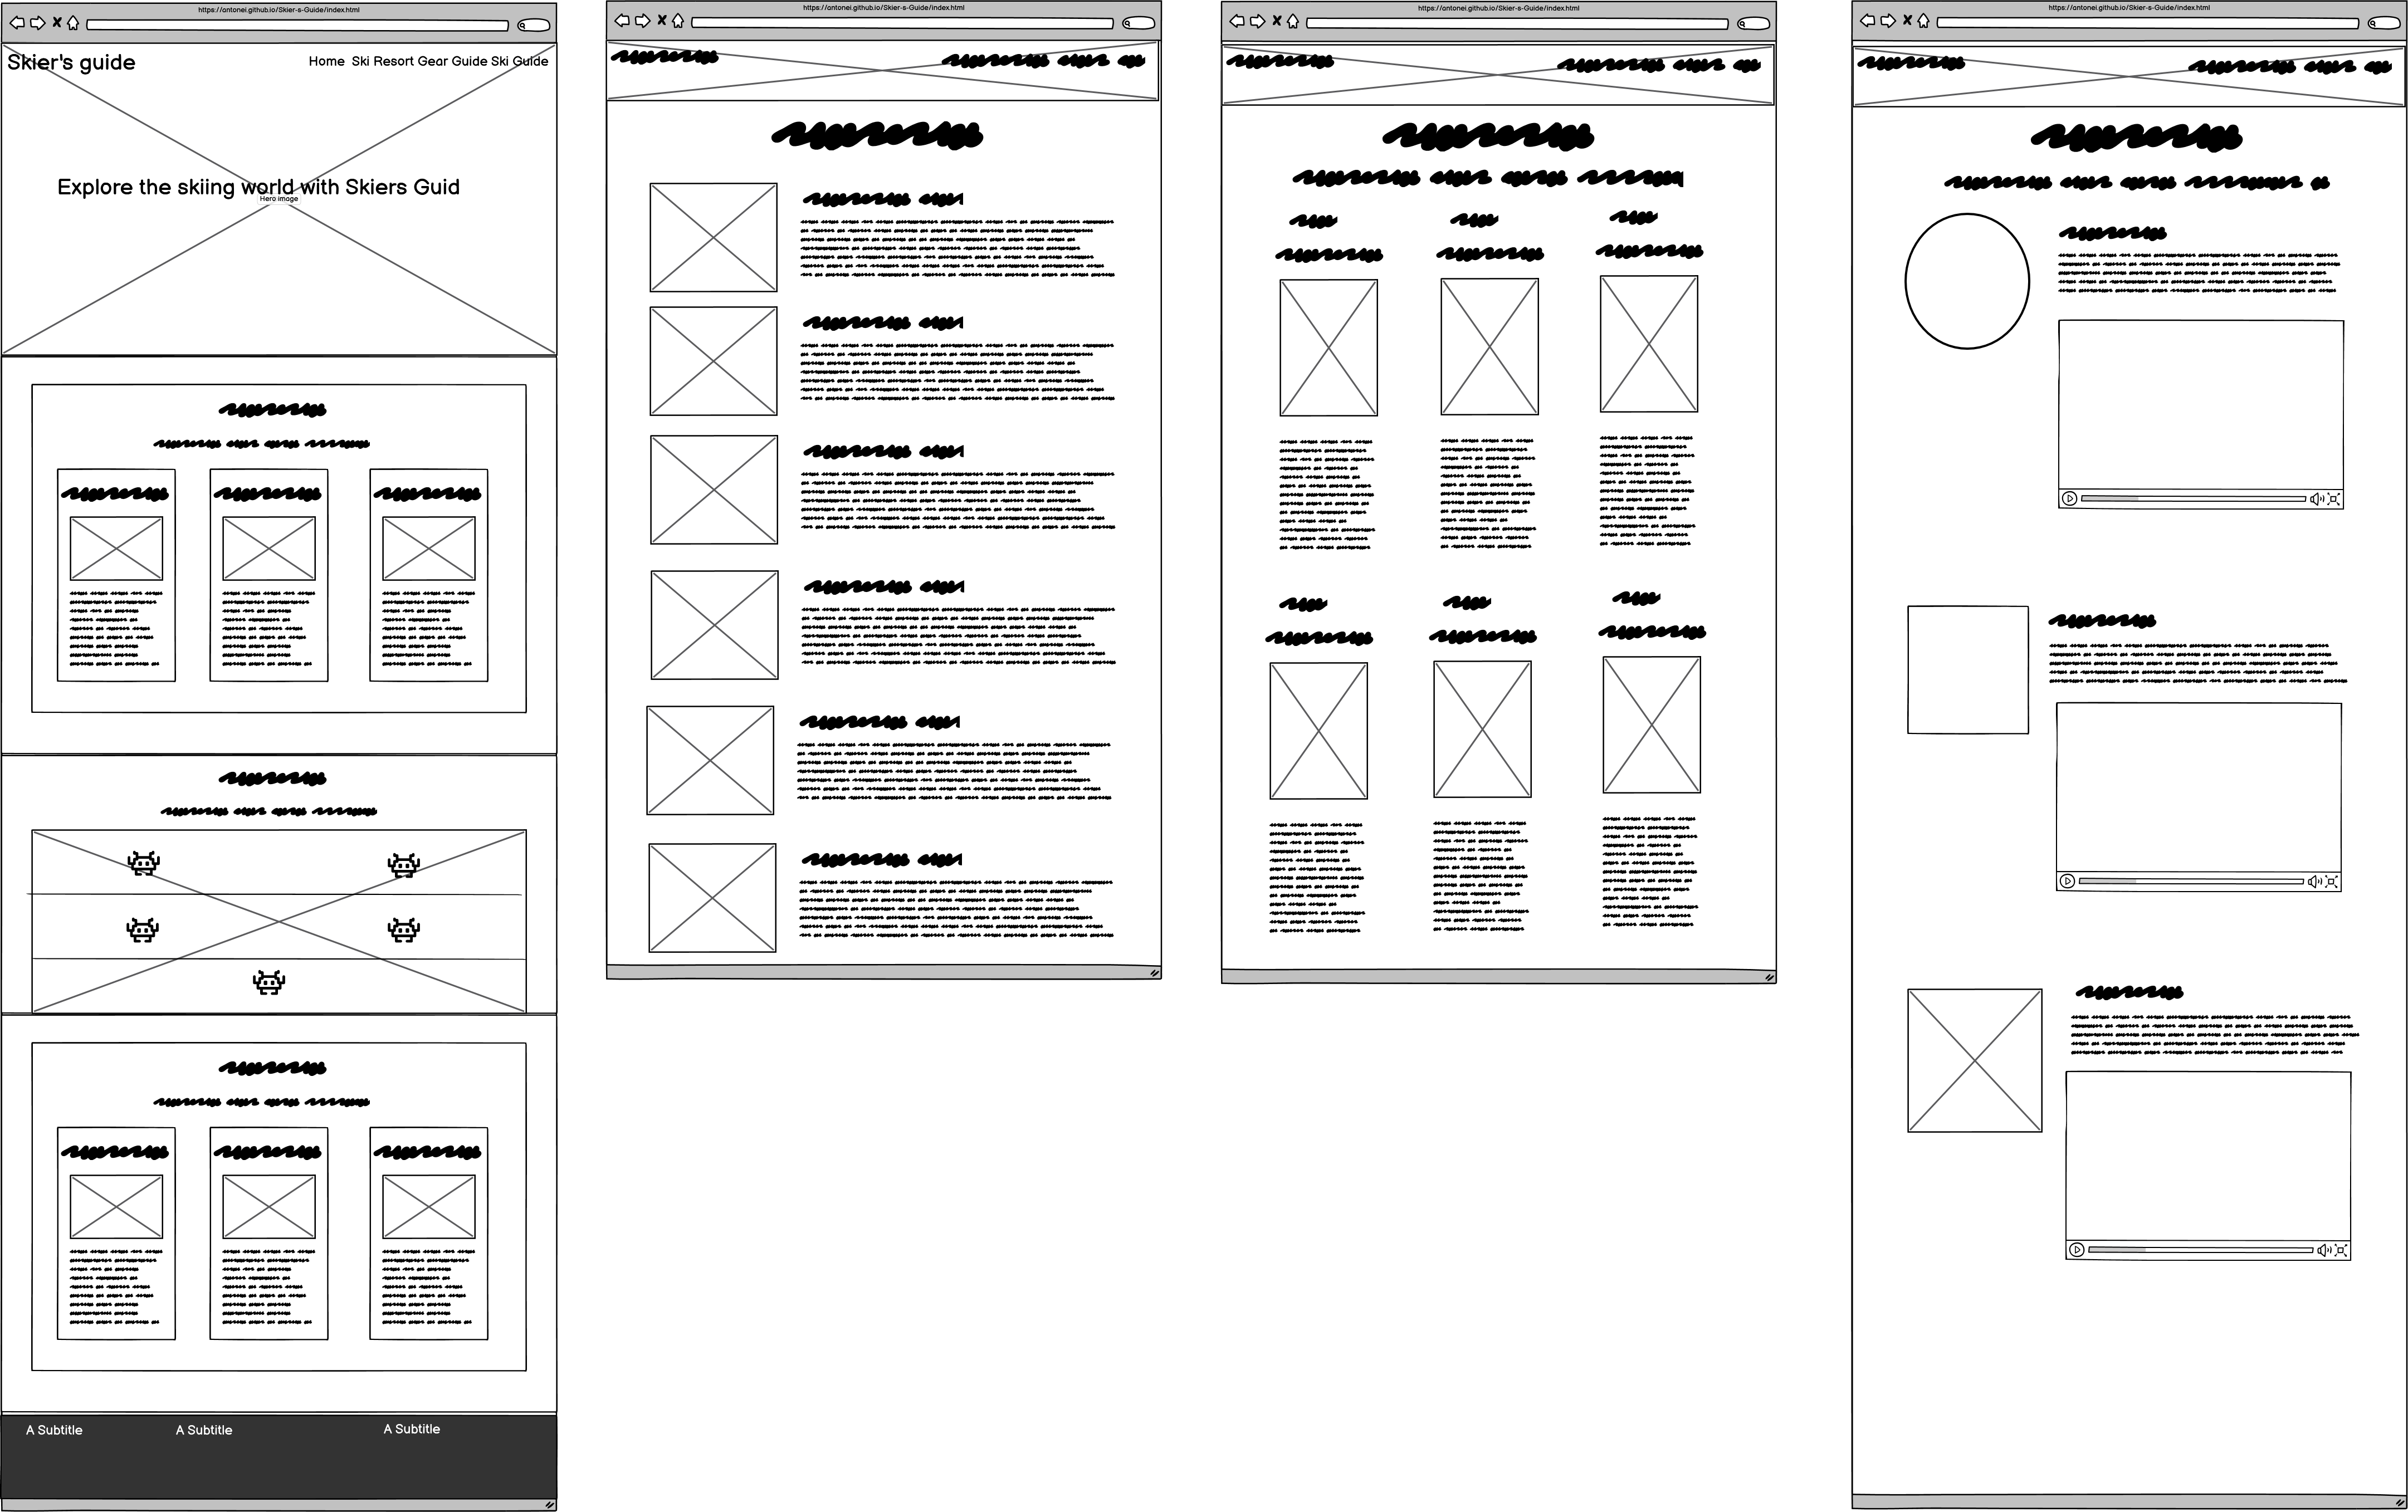 https://antonei.github.io/Skier-s-Guide/index.html
Skier's guide
Home Ski Resort Gear Guide Ski Guide
Explore the skiing world with Skiers Guid
Hero image
A Subtitle
A Subtitle
A Subtitle
https://antonei.github.io/Skier-s-Guide/index.html
https://antonei.github.io/Skier-s-Guide/index.html
https://antonei.github.io/Skier-s-Guide/index.html